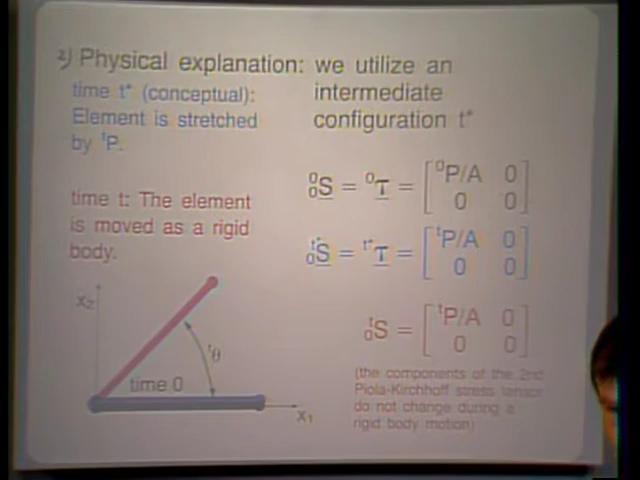 2) Physical explanation: we utilize an
intermediate
configuration t*
time t* (conceptual):
Element is stretched
by ᵗP.
⁰₀S = ⁰T = [⁰P/A 0
0 0]
time t: The element
is moved as a rigid
body.
ᵗ*₀S = ᵗ*T = [ᵗP/A 0
0 0]
ᵗ₀S = [ᵗP/A 0
0 0]
(the components of the 2nd
Piola-Kirchhoff stress tensor
do not change during a
rigid body motion)
x₂
ᵗθ
time 0
x₁